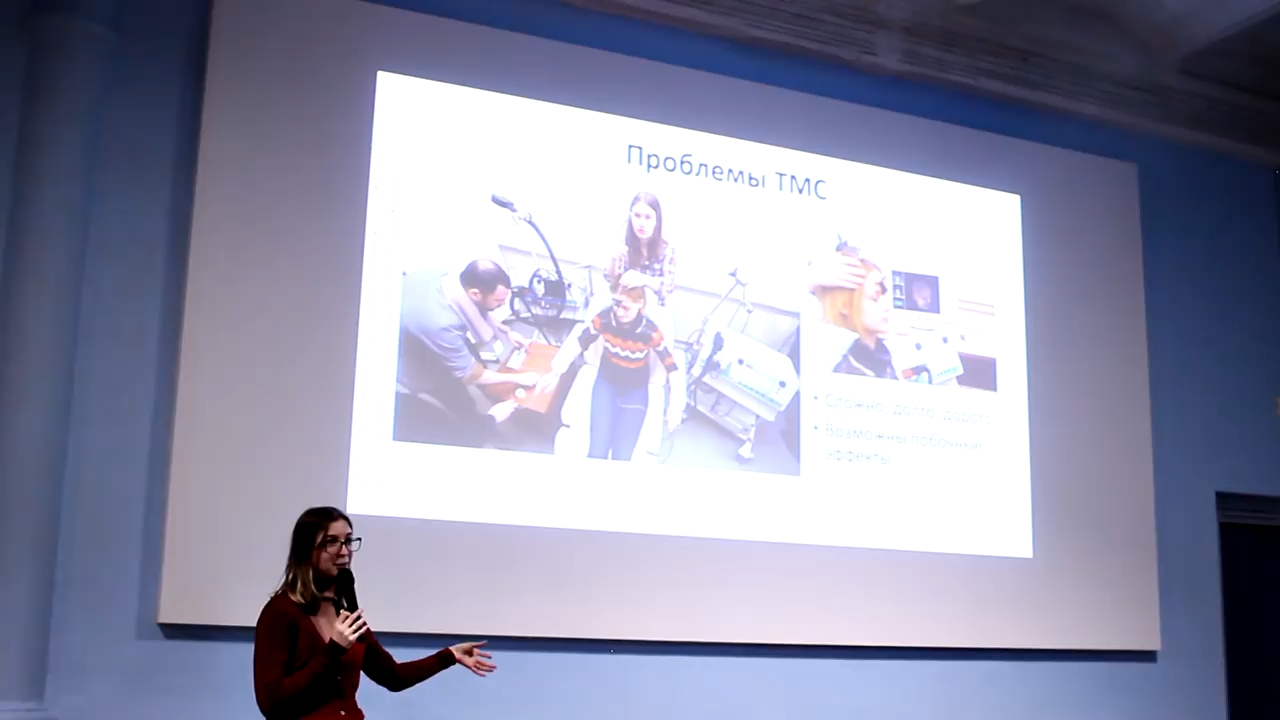 Проблемы ТМС
• Сложно, долго, дорого
• Возможны побочные
эффекты